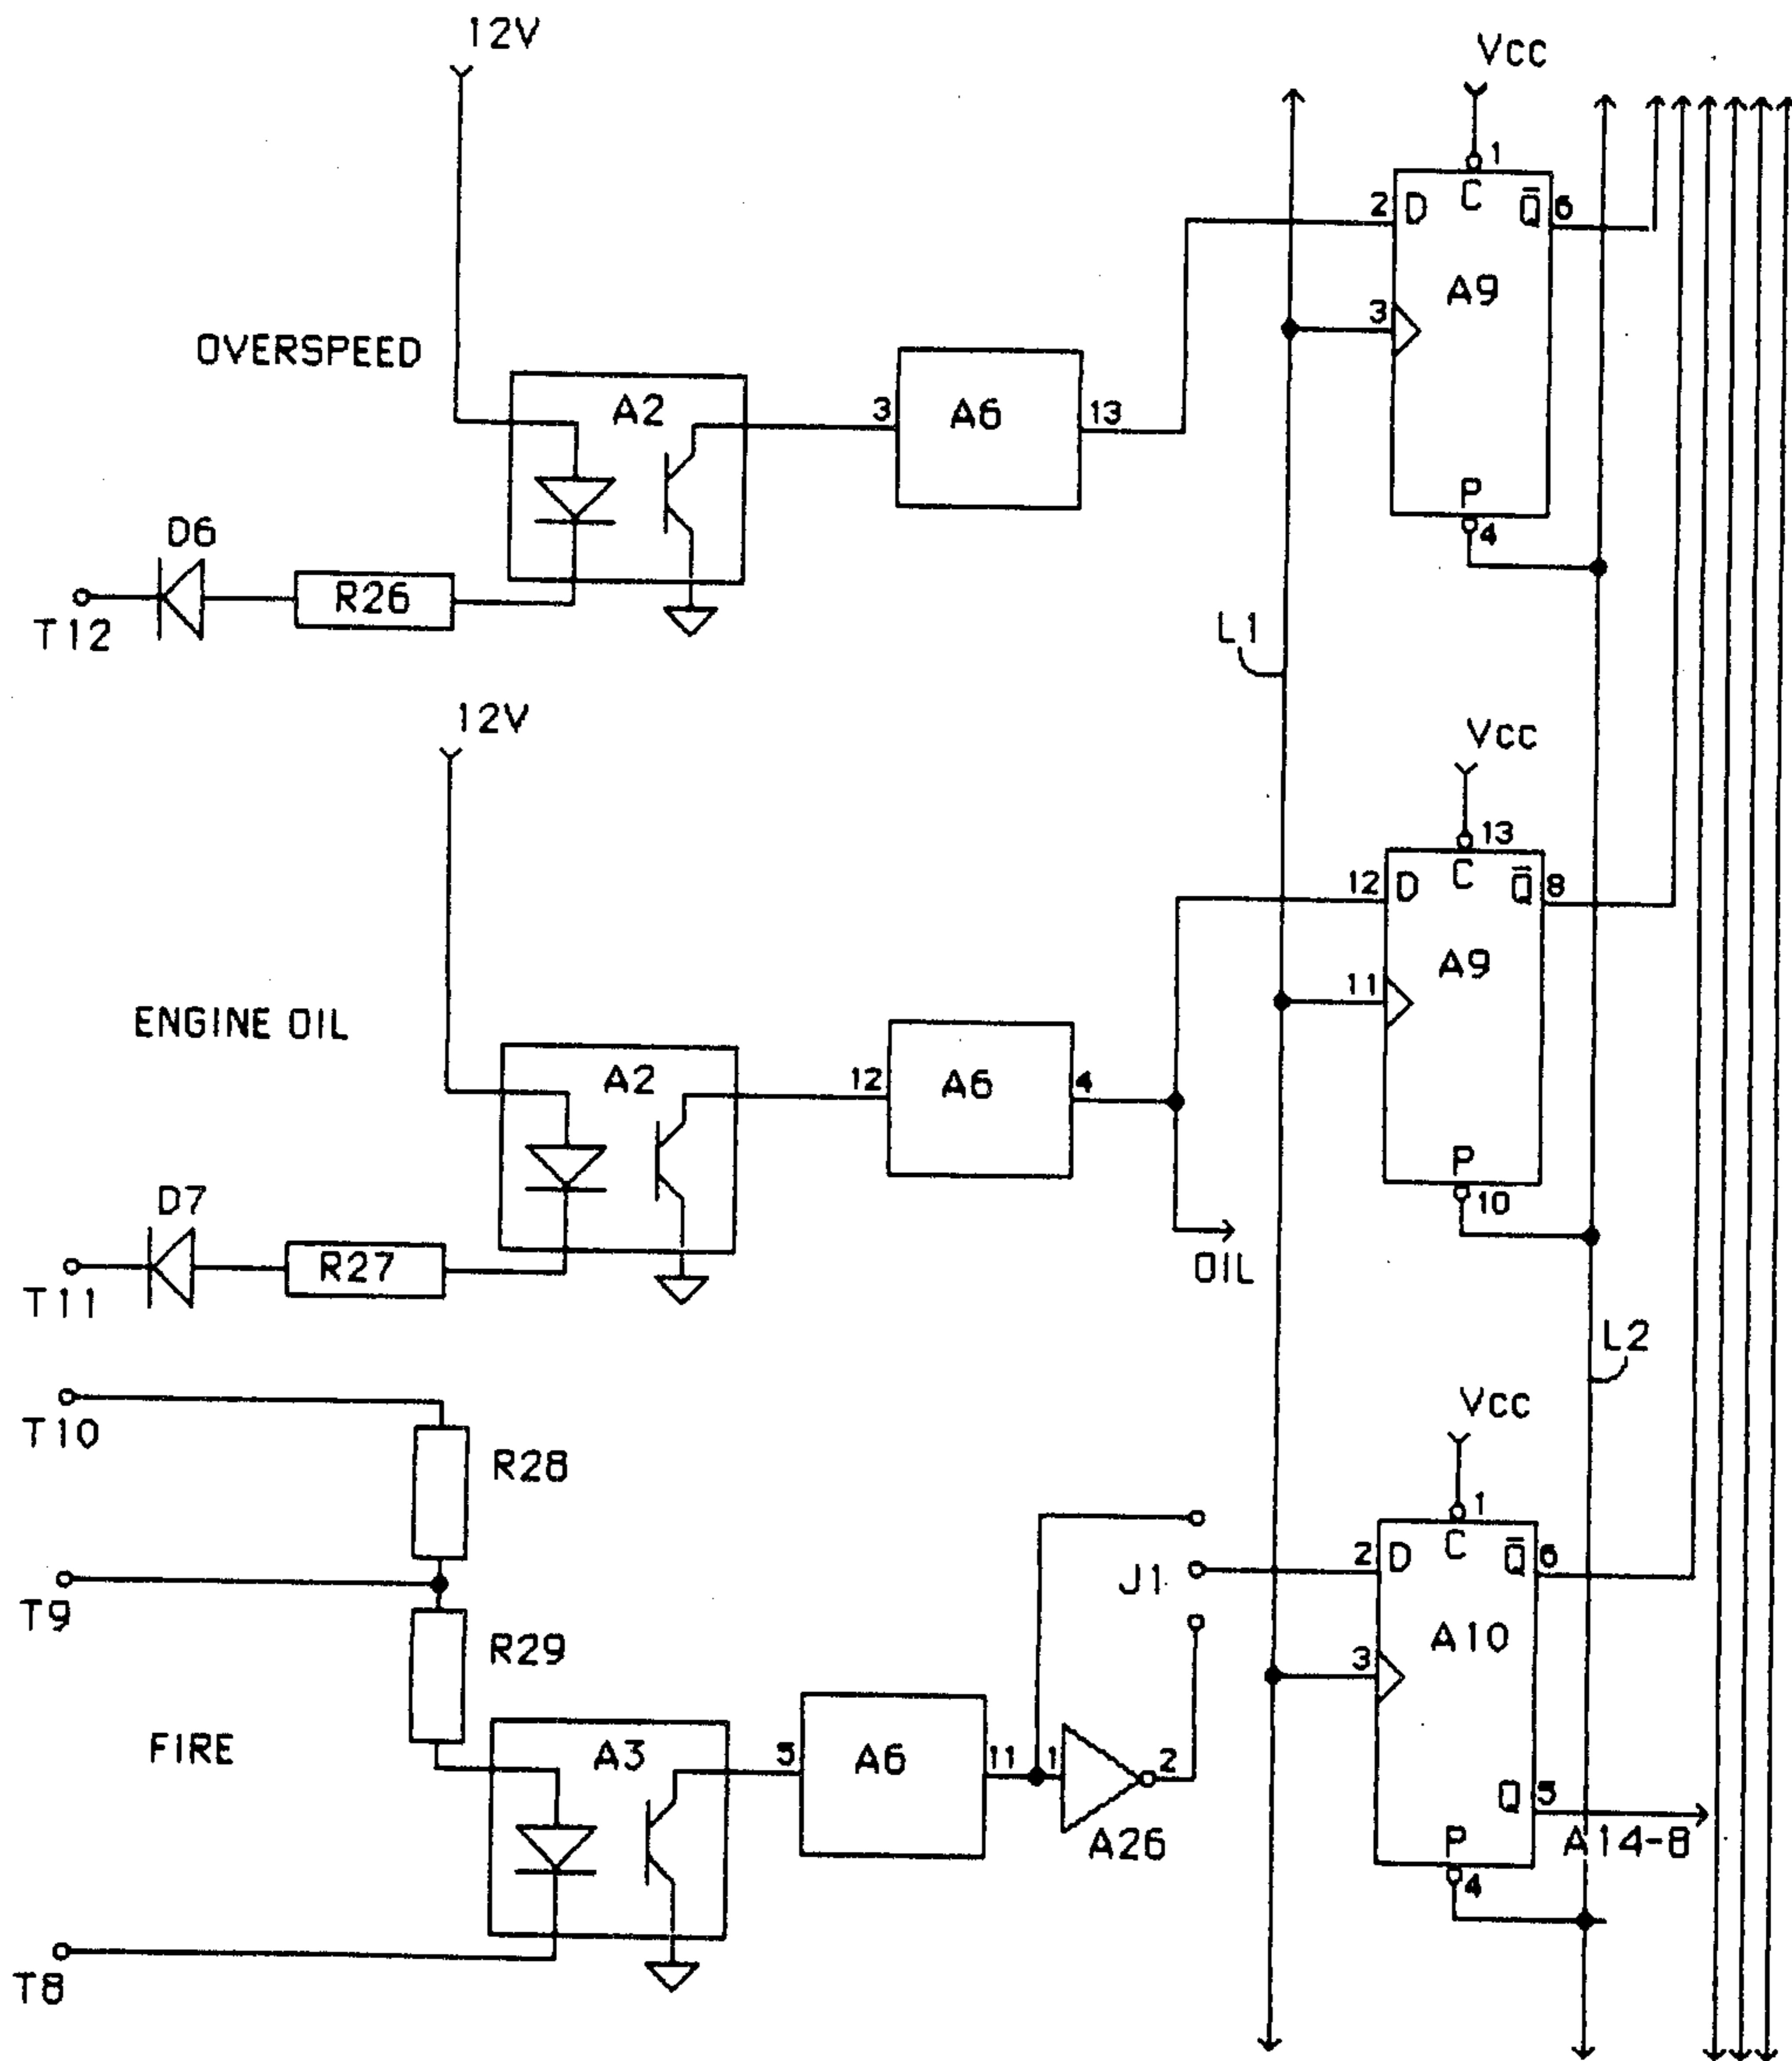 12V
Vcc
1
2 D C Q̄ 6
A9
3
OVERSPEED
A2
3 A6 13
P
4
D6
R26
T12
L1
12V
Vcc
13
12 D C Q̄ 8
A9
11
ENGINE OIL
A2
12 A6 4
P
10
D7
R27
T11
OIL
L2
T10
R28
Vcc
1
2 D C Q̄ 6
J1
T9
R29
A10
3
FIRE
A3
5 A6 11 1 2
A26
Q 5
A14-8
P
4
T8